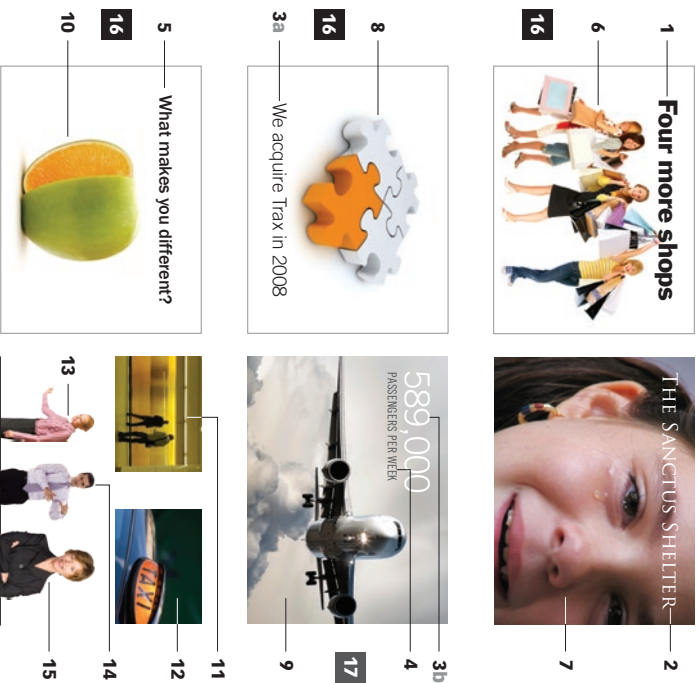 1 Four more shops
THE SANCTUS SHELTER 2
6
7
16
3b
589,000
PASSENGERS PER WEEK 4
8
16
17
3a We acquire Trax in 2008
9
5 What makes you different?
11
16
12
TAXI
10
13
14
15